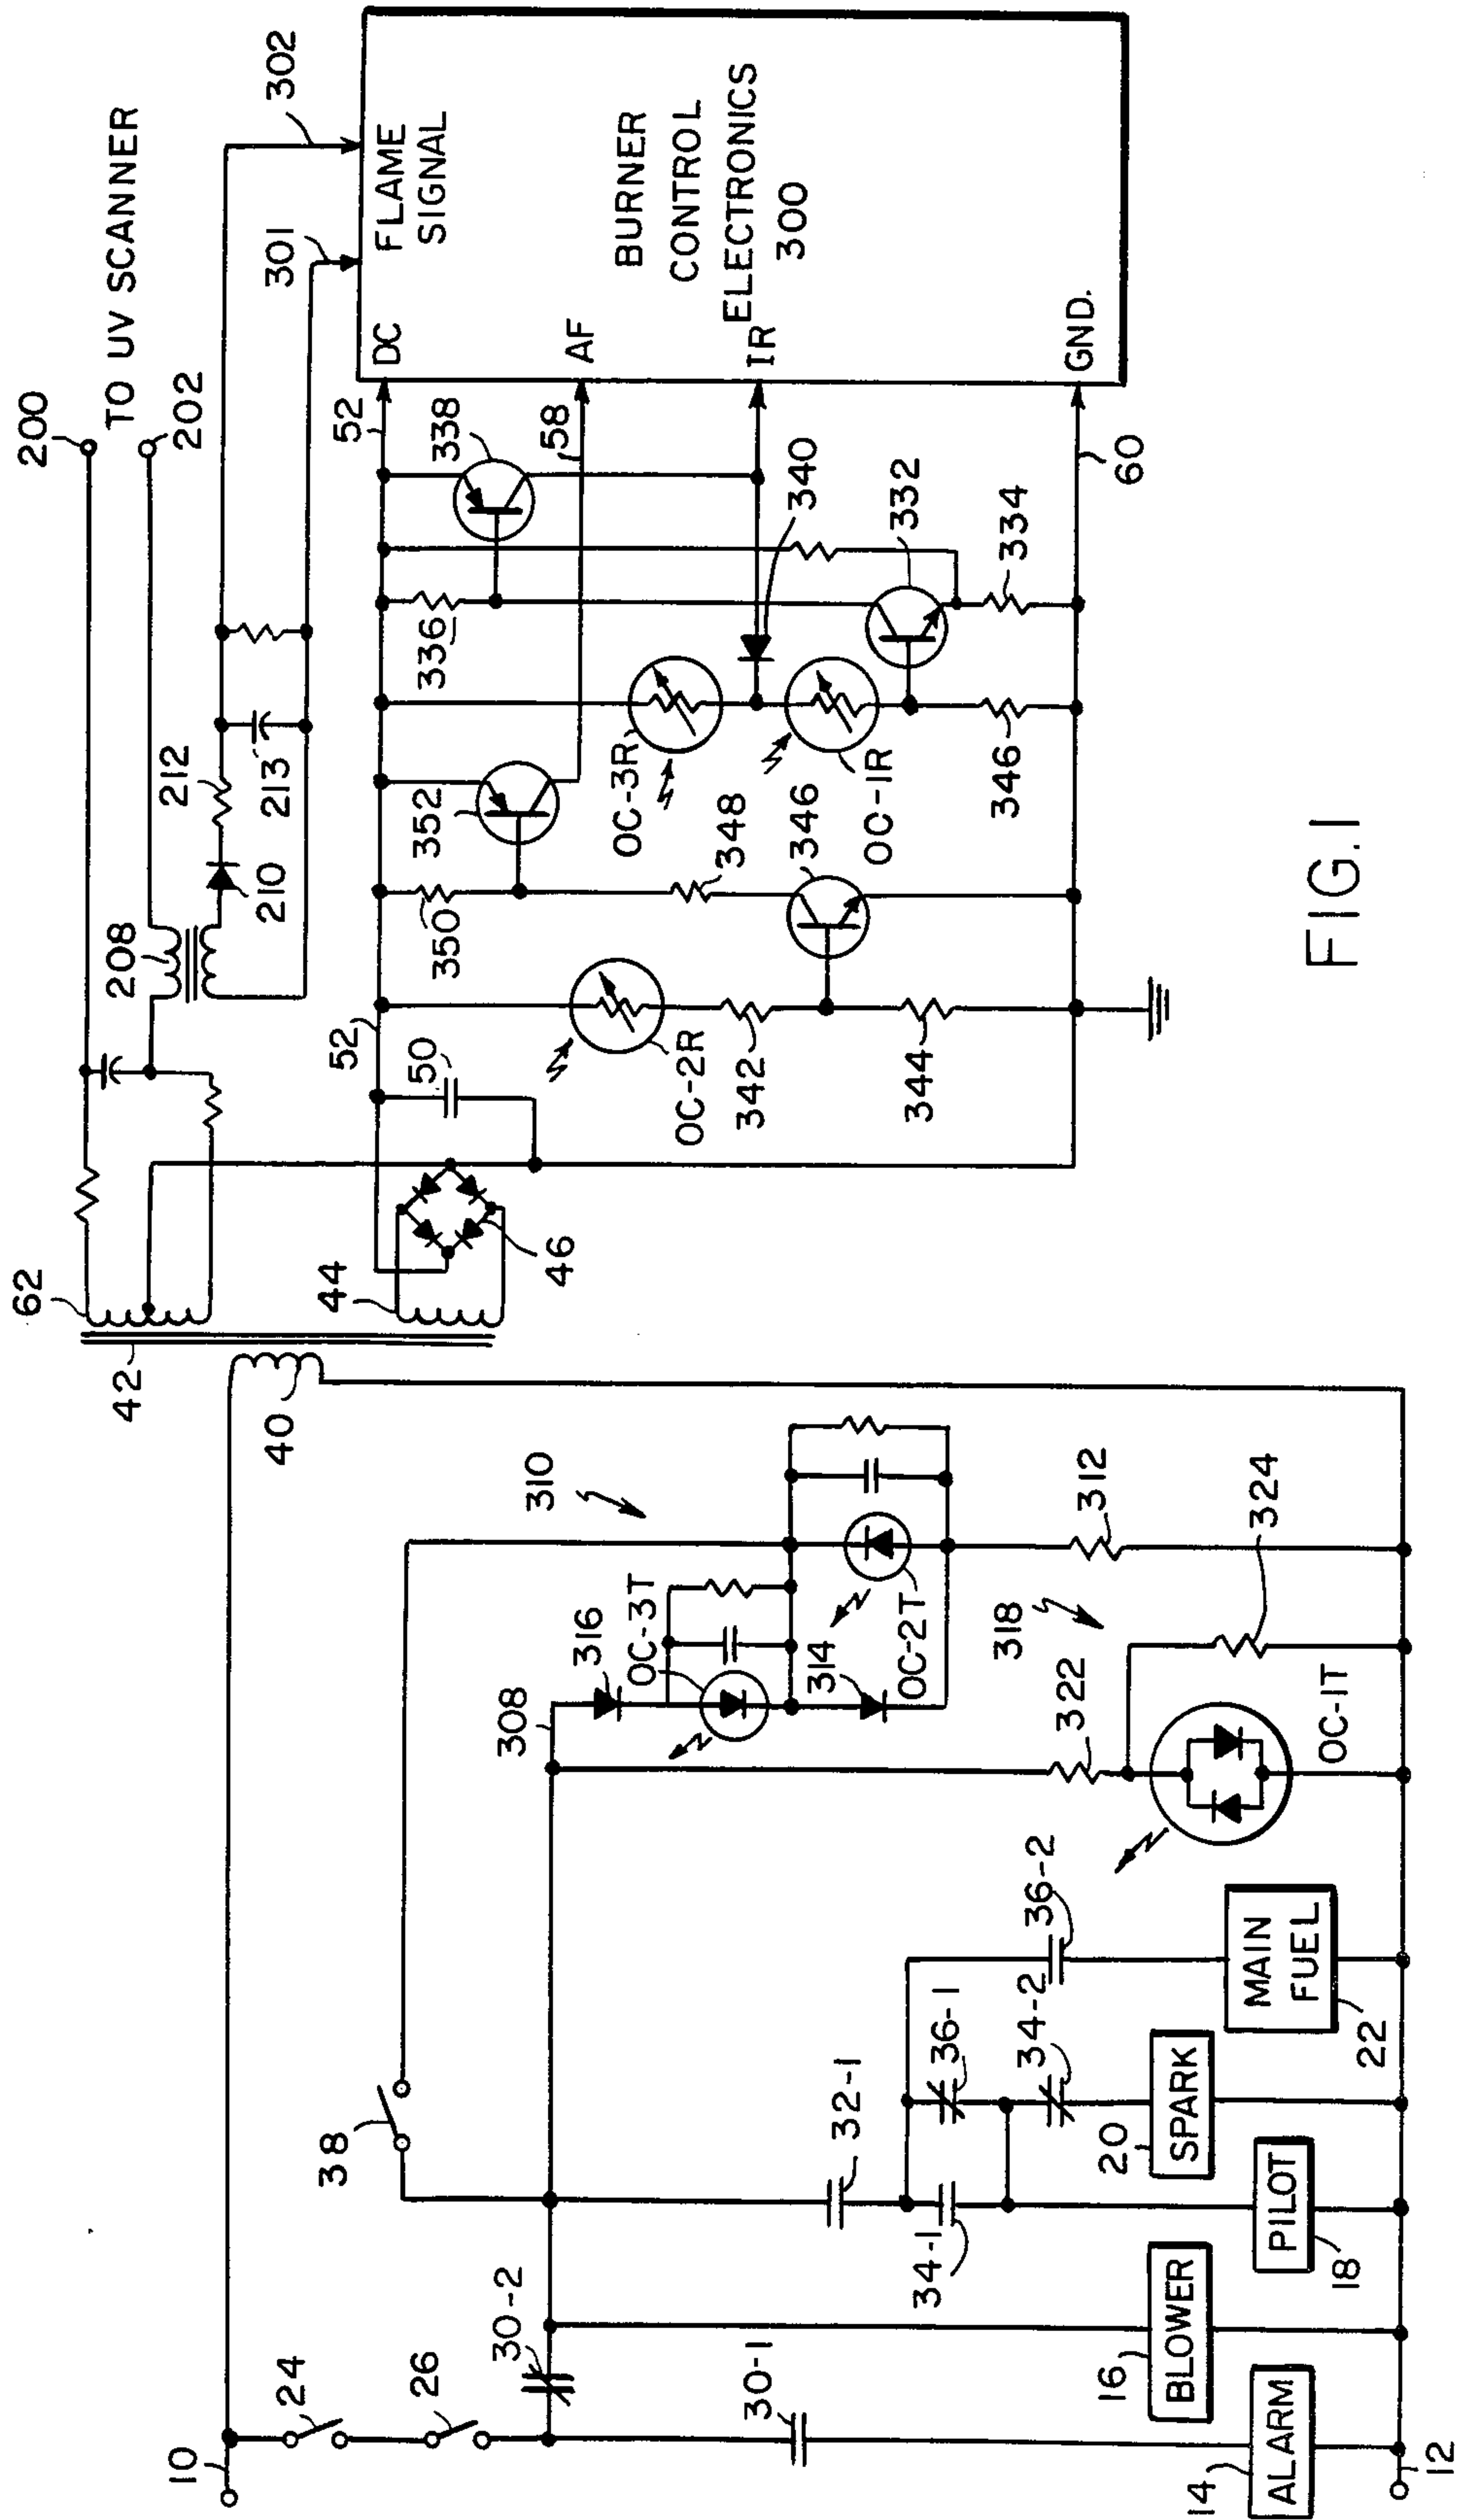 10
24
26
30-2
30-1
14
ALARM
12
16
BLOWER
34-1
PILOT
18
32-1
20
SPARK
36-1
34-2
36-2
MAIN
FUEL
22
38
308
316
OC-3T
310
314
OC-2T
312
318
322
324
OC-1T
40
42
62
44
46
50
52
OC-2R
342
344
350
352
348
346
OC-3R
OC-1R
346
336
338
340
332
334
58
52
60
208
210
212
213
200
TO UV SCANNER
202
301
302
DC
FLAME
SIGNAL
AF
BURNER
CONTROL
ELECTRONICS
300
IR
GND.
FIG. 1